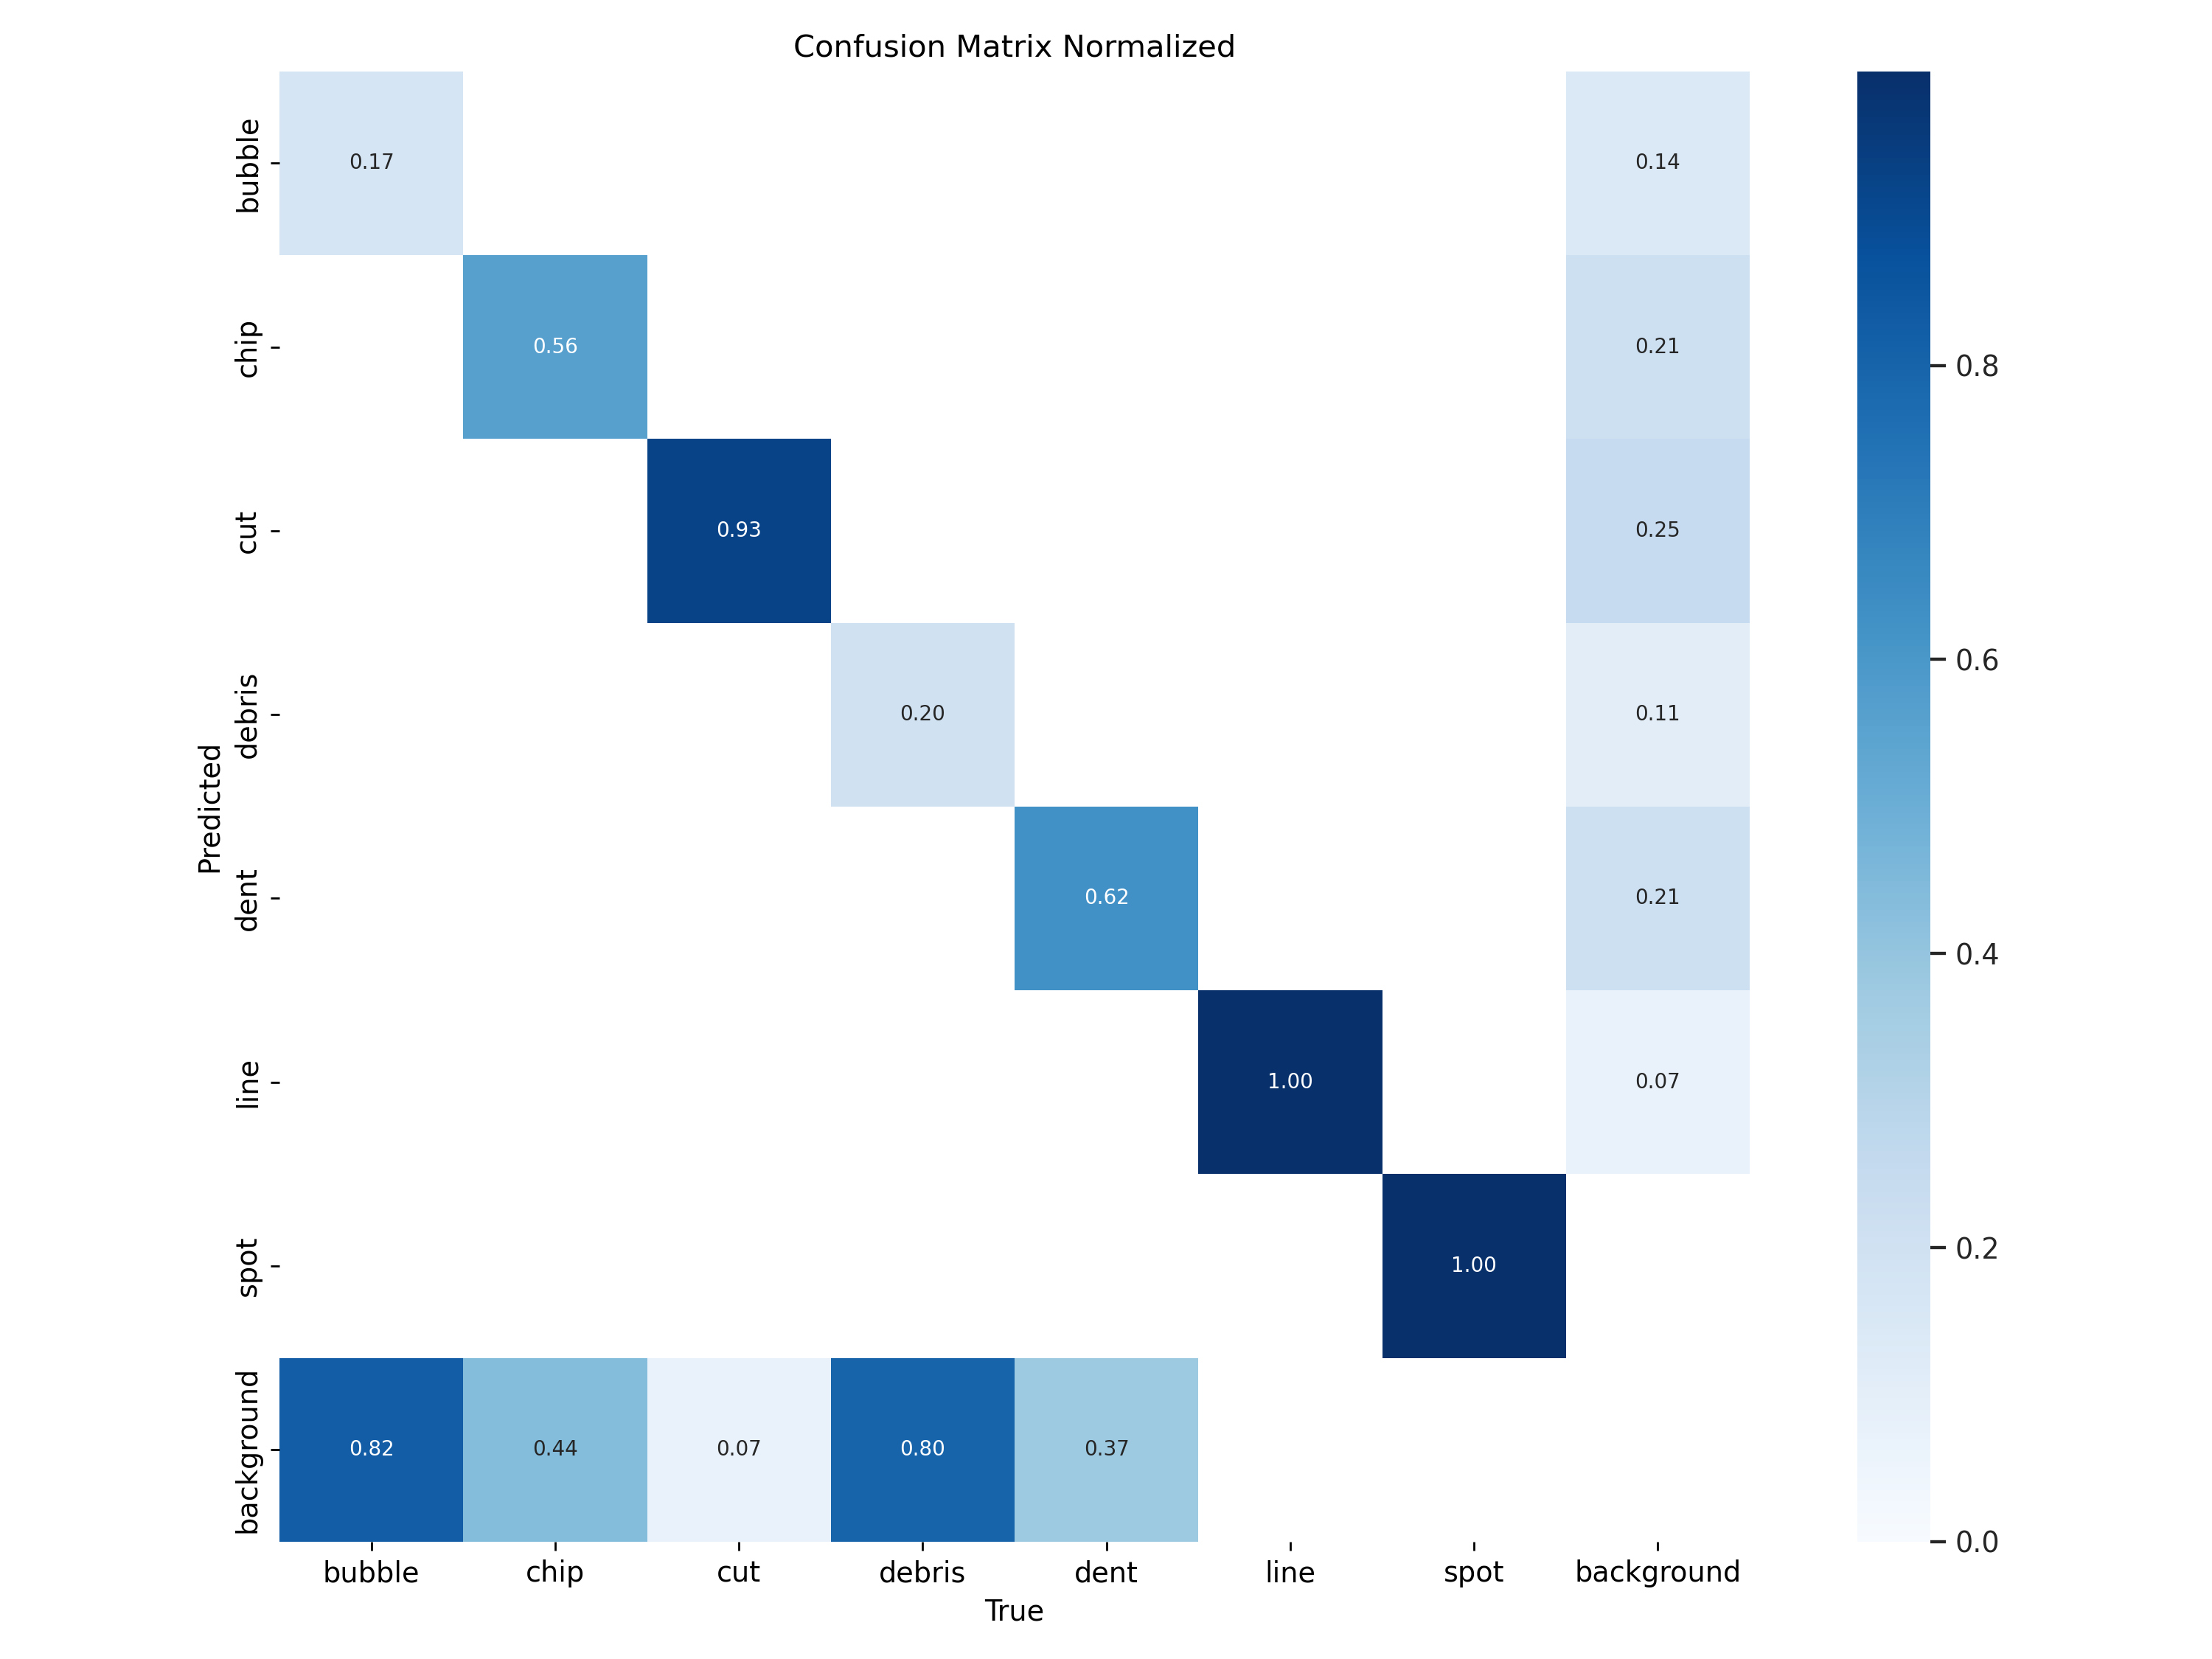 Confusion Matrix Normalized
bubble
0.17
0.14
chip
0.56
0.21
0.8
cut
0.93
0.25
0.6
debris
0.20
0.11
Predicted
dent
0.62
0.21
0.4
line
1.00
0.07
spot
1.00
0.2
background
0.82
0.44
0.07
0.80
0.37
0.0
bubble chip cut debris dent line spot background
True